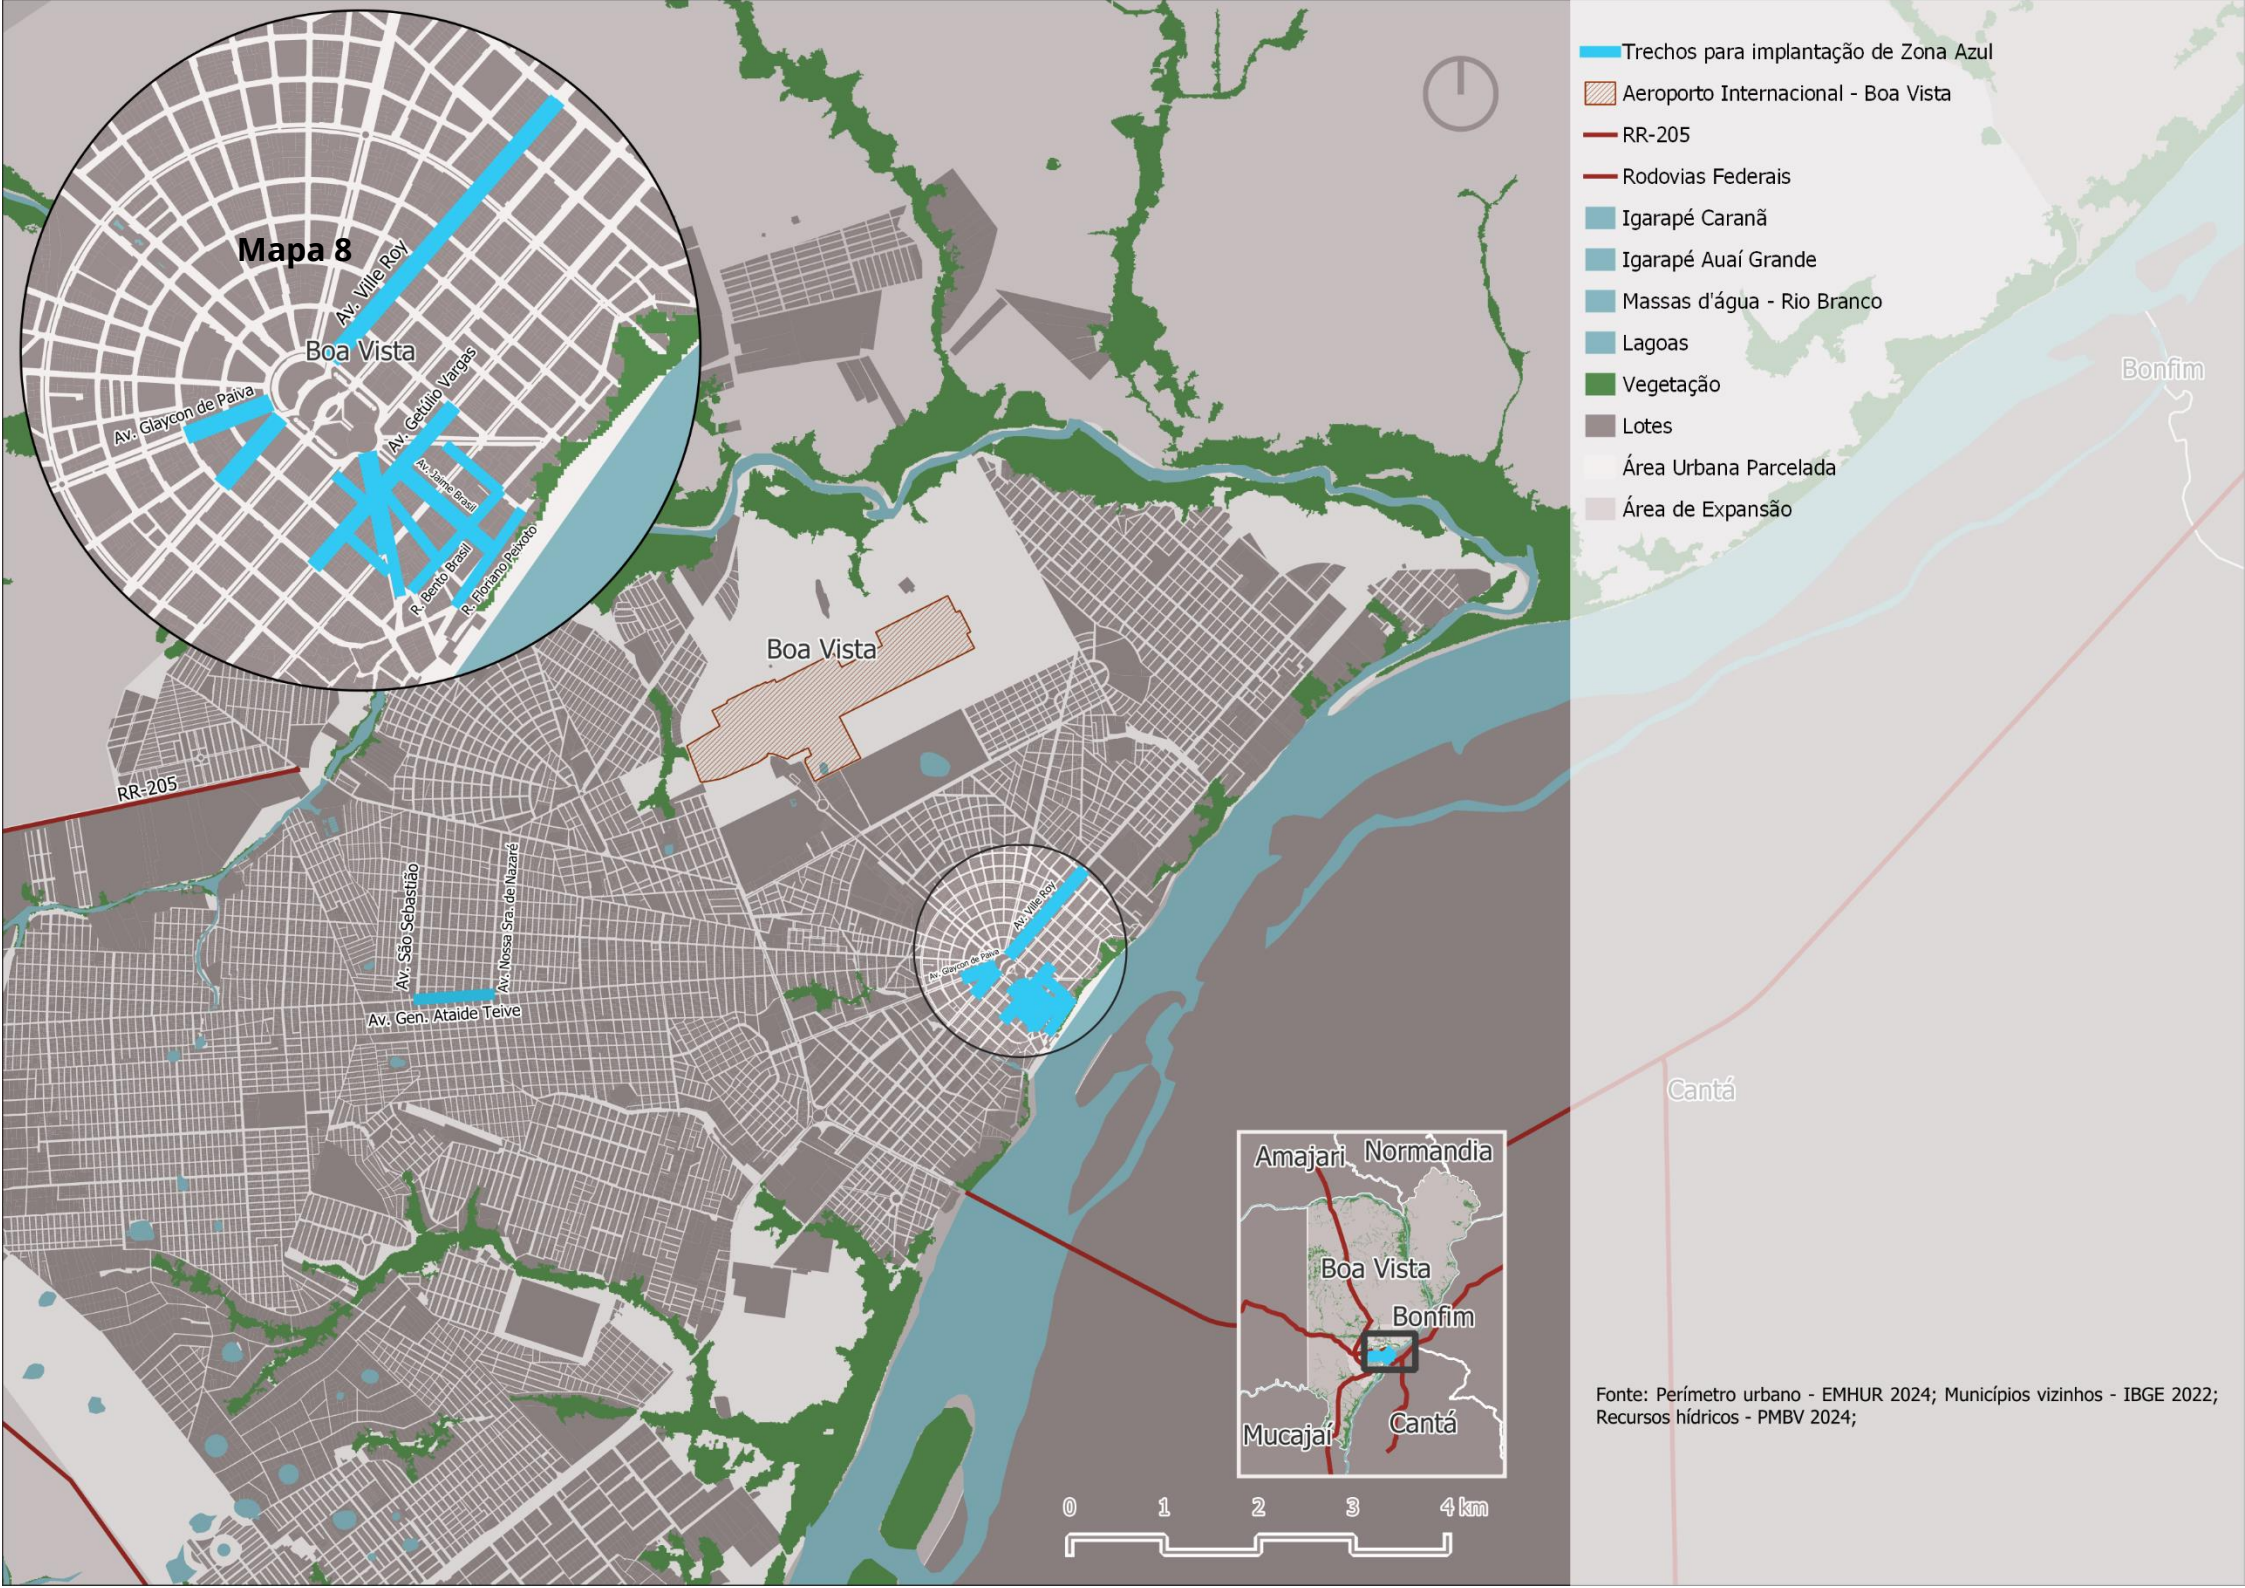 Mapa 8
Av. Ville Roy
Boa Vista
Av. Getúlio Vargas
Av. Glaycon de Paiva
Av. Jaime Brasil
R. Bento Brasil
R. Floriano Peixoto
Trechos para implantação de Zona Azul
Aeroporto Internacional - Boa Vista
RR-205
Rodovias Federais
Igarapé Caranã
Igarapé Auaí Grande
Massas d'água - Rio Branco
Lagoas
Vegetação
Lotes
Área Urbana Parcelada
Área de Expansão
Bonfim
Boa Vista
RR-205
Av. São Sebastião
Av. Nossa Sra. de Nazaré
Av. Gen. Ataide Teive
Av. Ville Roy
Av. Glaycon de Paiva
Cantá
Amajari
Normandia
Boa Vista
Bonfim
Mucajaí
Cantá
Fonte: Perímetro urbano - EMHUR 2024; Municípios vizinhos - IBGE 2022;
Recursos hídricos - PMBV 2024;
0 1 2 3 4 km